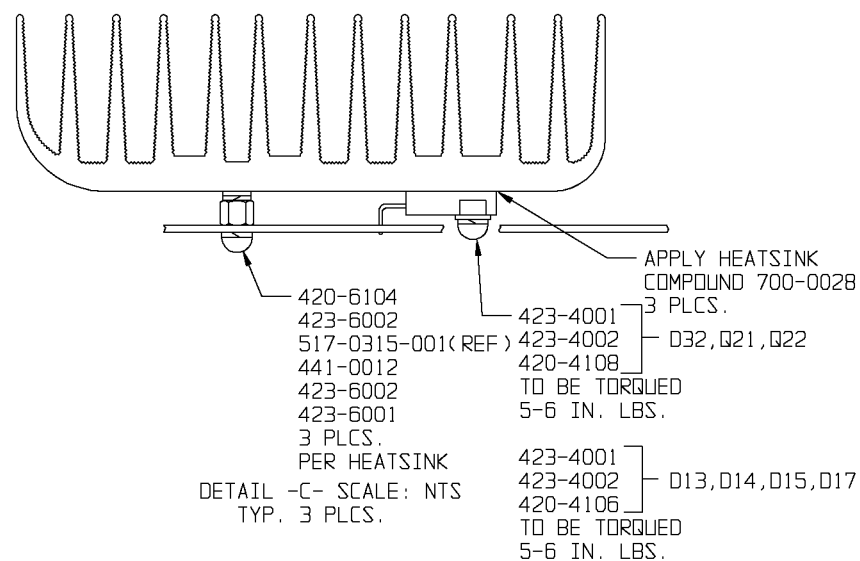 APPLY HEATSINK
COMPOUND 700-0028
3 PLCS.
420-6104
423-6002
517-0315-001(REF)
441-0012
423-6002
423-6001
3 PLCS.
PER HEATSINK
DETAIL -C- SCALE: NTS
TYP. 3 PLCS.
423-4001
423-4002
420-4108
D32,Q21,Q22
TO BE TORQUED
5-6 IN. LBS.
423-4001
423-4002
420-4106
D13,D14,D15,D17
TO BE TORQUED
5-6 IN. LBS.